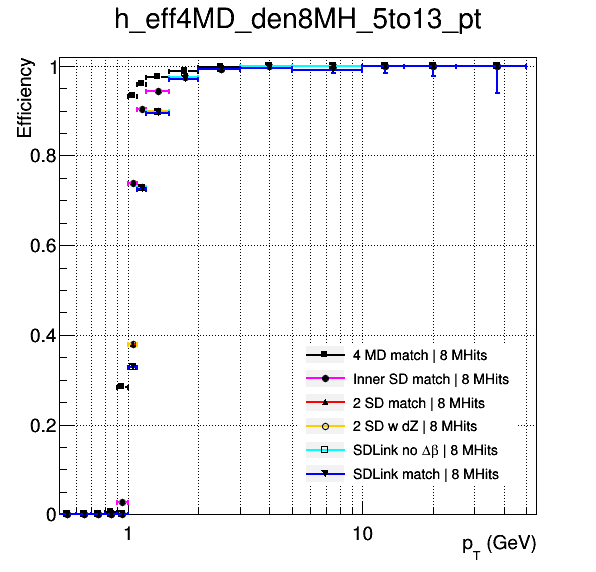 h_eff4MD_den8MH_5to13_pt
Efficiency
1
0.8
0.6
0.4
0.2
0
4 MD match | 8 MHits
Inner SD match | 8 MHits
2 SD match | 8 MHits
2 SD w dZ | 8 MHits
SDLink no Δβ | 8 MHits
SDLink match | 8 MHits
1 10
p_T (GeV)